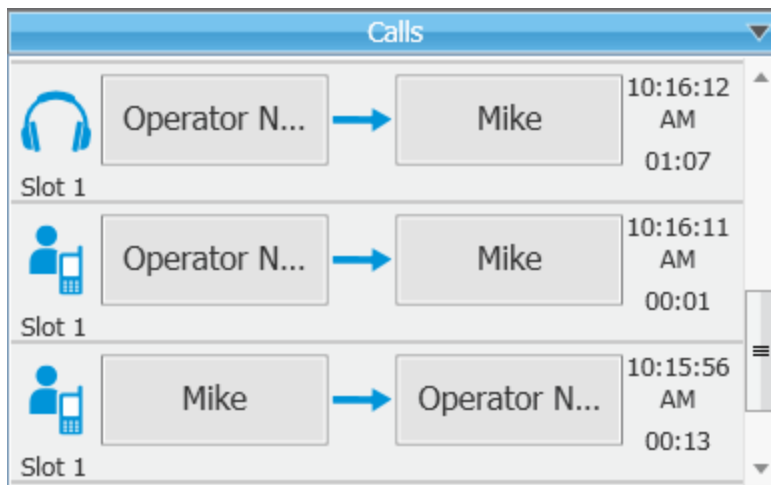 Calls
Operator N... Mike 10:16:12
AM
01:07
Slot 1
Operator N... Mike 10:16:11
AM
00:01
Slot 1
Mike Operator N... 10:15:56
AM
00:13
Slot 1